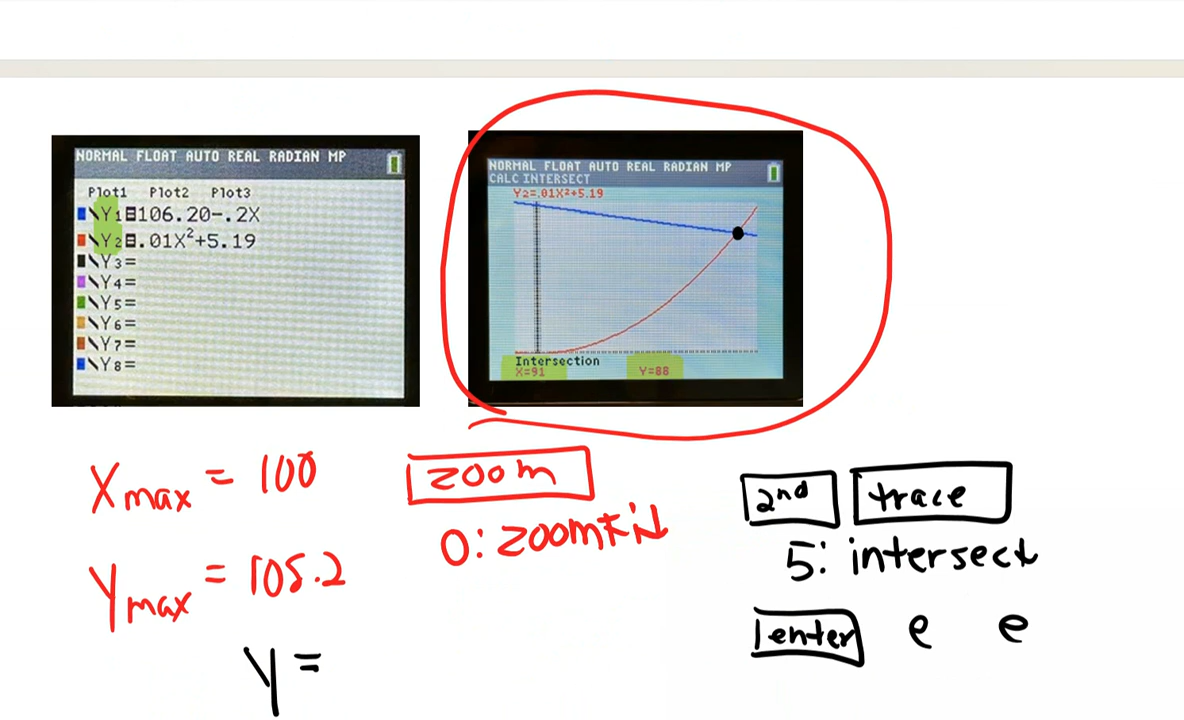 NORMAL FLOAT AUTO REAL RADIAN MP
Plot1 Plot2 Plot3
\Y1=106.20-.2X
\Y2=.01X²+5.19
\Y3=
\Y4=
\Y5=
\Y6=
\Y7=
\Y8=
NORMAL FLOAT AUTO REAL RADIAN MP
CALC INTERSECT
Y2=.01X²+5.19
Intersection
X=91 Y=88
Xmax = 100
Ymax = 105.2
Y =
zoom
0: zoom
2nd trace
5: intersect
enter e e